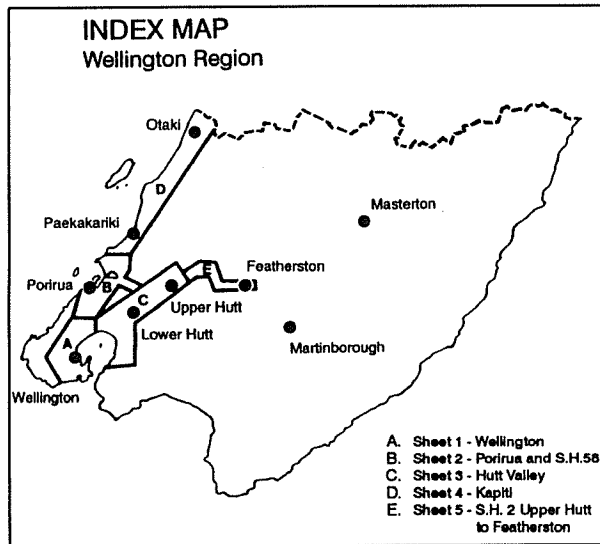 INDEX MAP
Wellington Region
Otaki
D
Masterton
Paekakariki
E
Featherston
Porirua
B
Upper Hutt
C
Lower Hutt
Martinborough
A
Wellington
A. Sheet 1 - Wellington
B. Sheet 2 - Porirua and S.H.58
C. Sheet 3 - Hutt Valley
D. Sheet 4 - Kapiti
E. Sheet 5 - S.H. 2 Upper Hutt
to Featherston